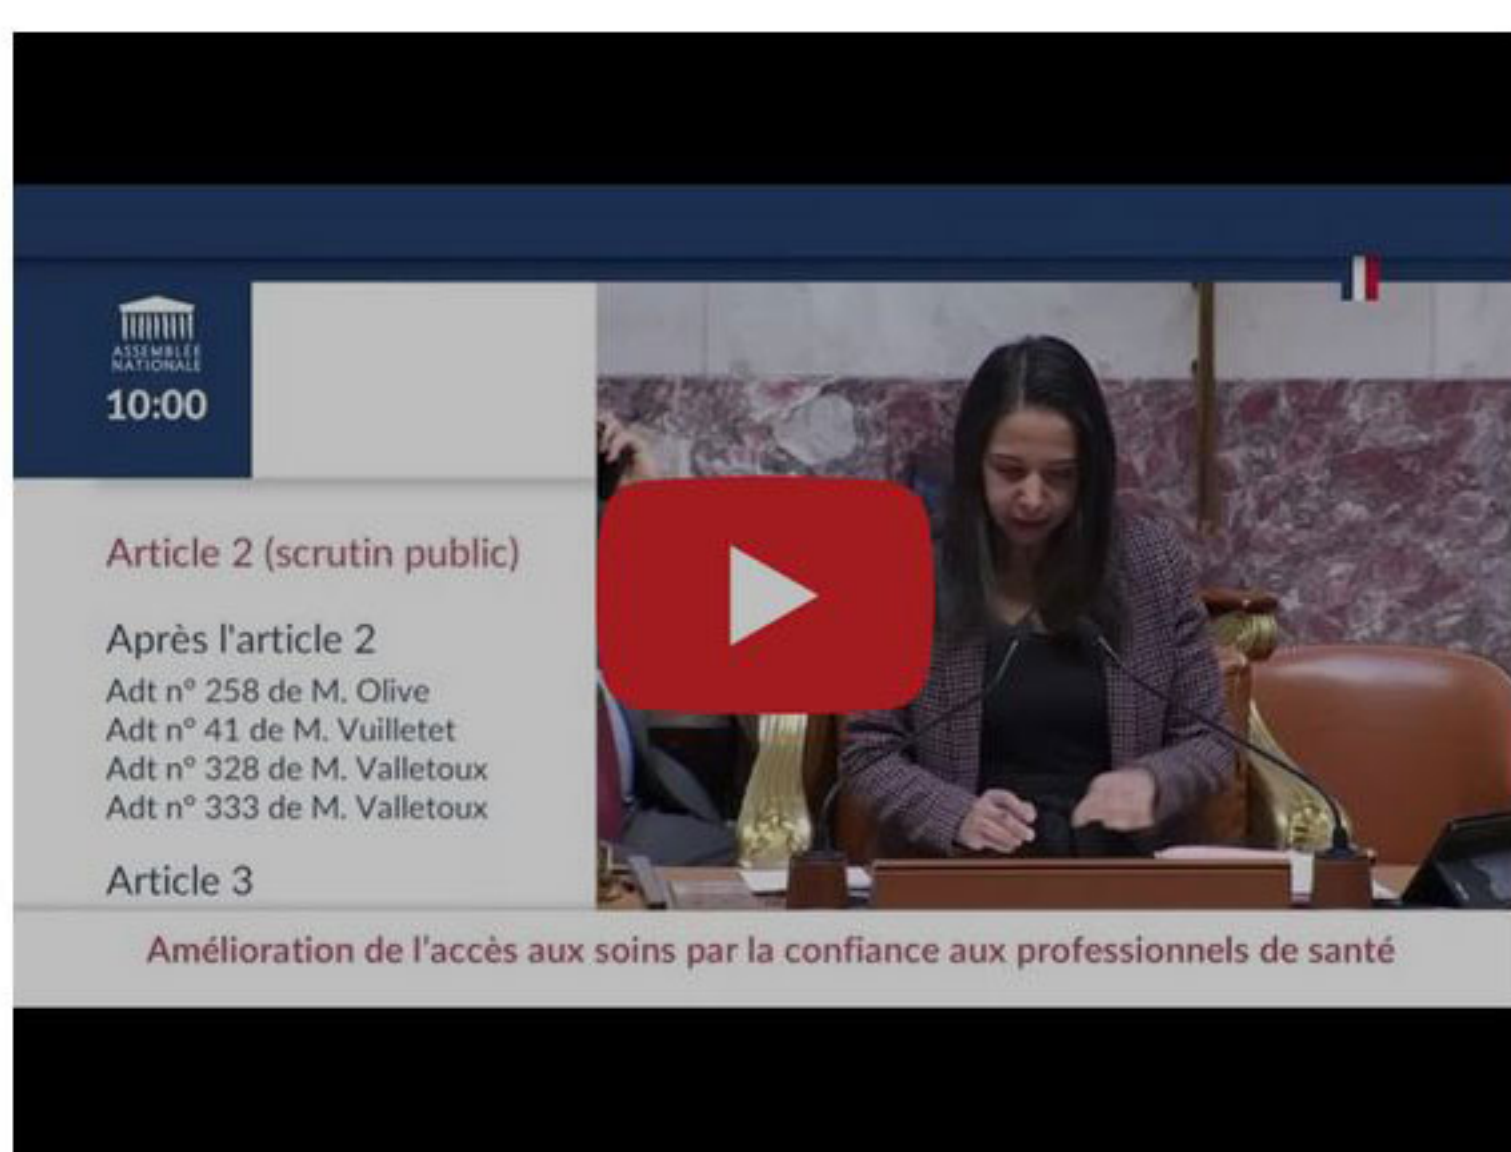 ASSEMBLÉE
NATIONALE
10:00
Article 2 (scrutin public)
Après l'article 2
Adt n° 258 de M. Olive
Adt n° 41 de M. Vuilletet
Adt n° 328 de M. Valletoux
Adt n° 333 de M. Valletoux
Article 3
Amélioration de l'accès aux soins par la confiance aux professionnels de santé